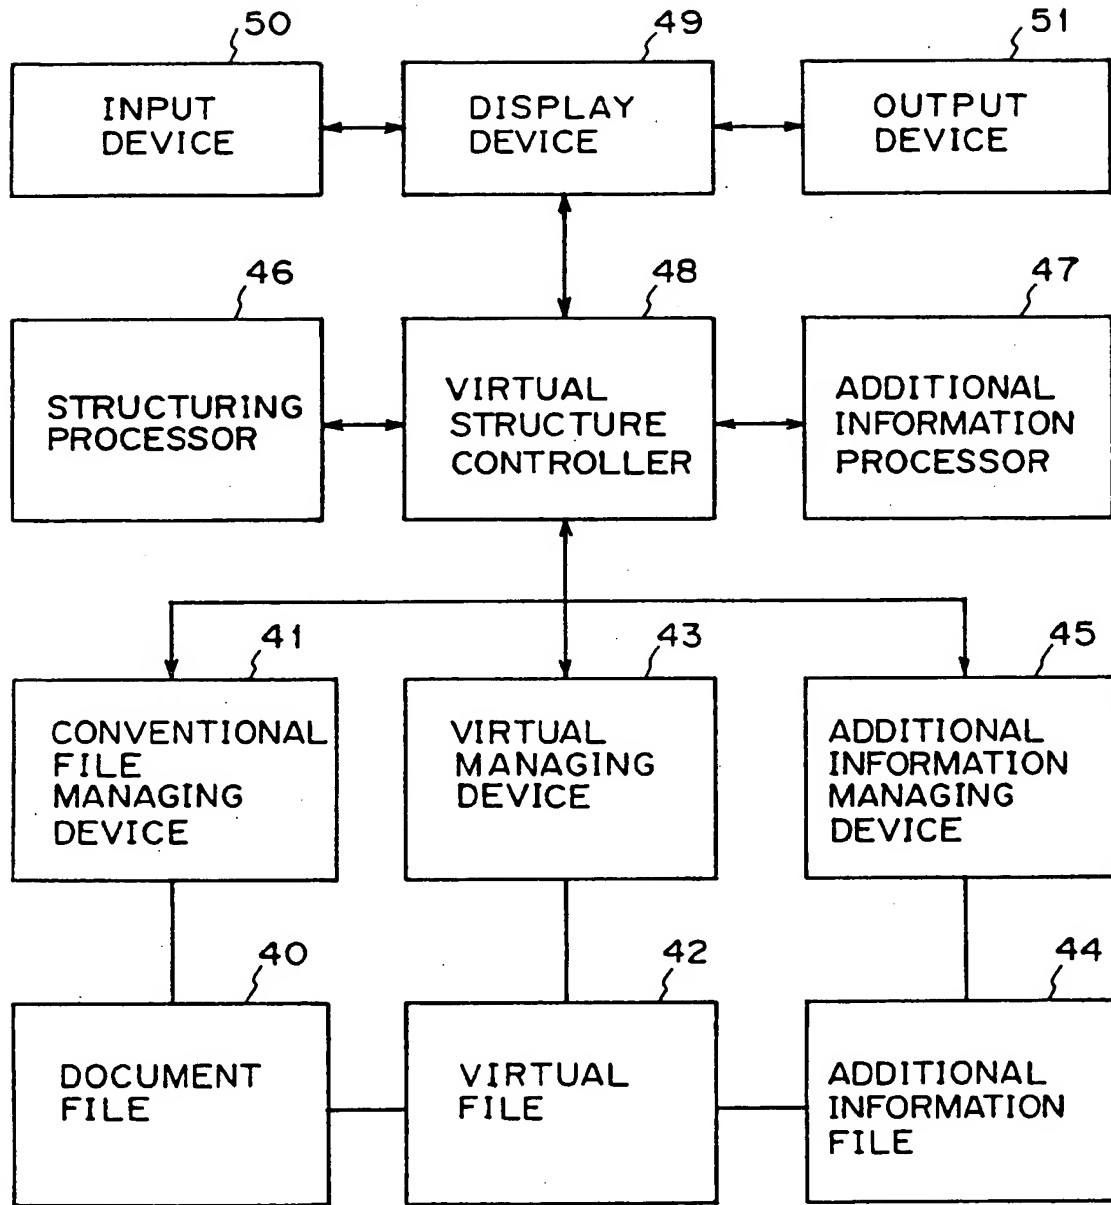 50
49
51
INPUT
DEVICE
DISPLAY
DEVICE
OUTPUT
DEVICE
46
48
47
STRUCTURING
PROCESSOR
VIRTUAL
STRUCTURE
CONTROLLER
ADDITIONAL
INFORMATION
PROCESSOR
41
43
45
CONVENTIONAL
FILE
MANAGING
DEVICE
VIRTUAL
MANAGING
DEVICE
ADDITIONAL
INFORMATION
MANAGING
DEVICE
40
42
44
DOCUMENT
FILE
VIRTUAL
FILE
ADDITIONAL
INFORMATION
FILE